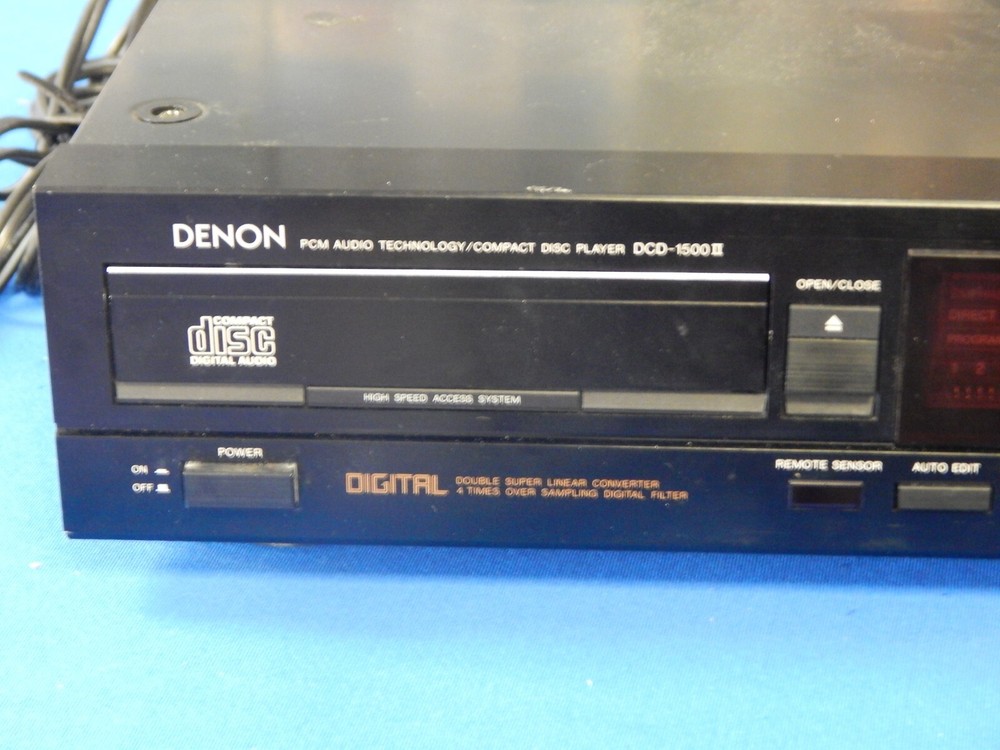 DENON PCM AUDIO TECHNOLOGY/COMPACT DISC PLAYER DCD-1500II
OPEN/CLOSE
COMPACT
disc
DIGITAL AUDIO
HIGH SPEED ACCESS SYSTEM
DIRECT
POWER
ON
OFF
DIGITAL
DOUBLE SUPER LINEAR CONVERTER
4 TIMES OVER SAMPLING DIGITAL FILTER
REMOTE SENSOR
AUTO EDIT